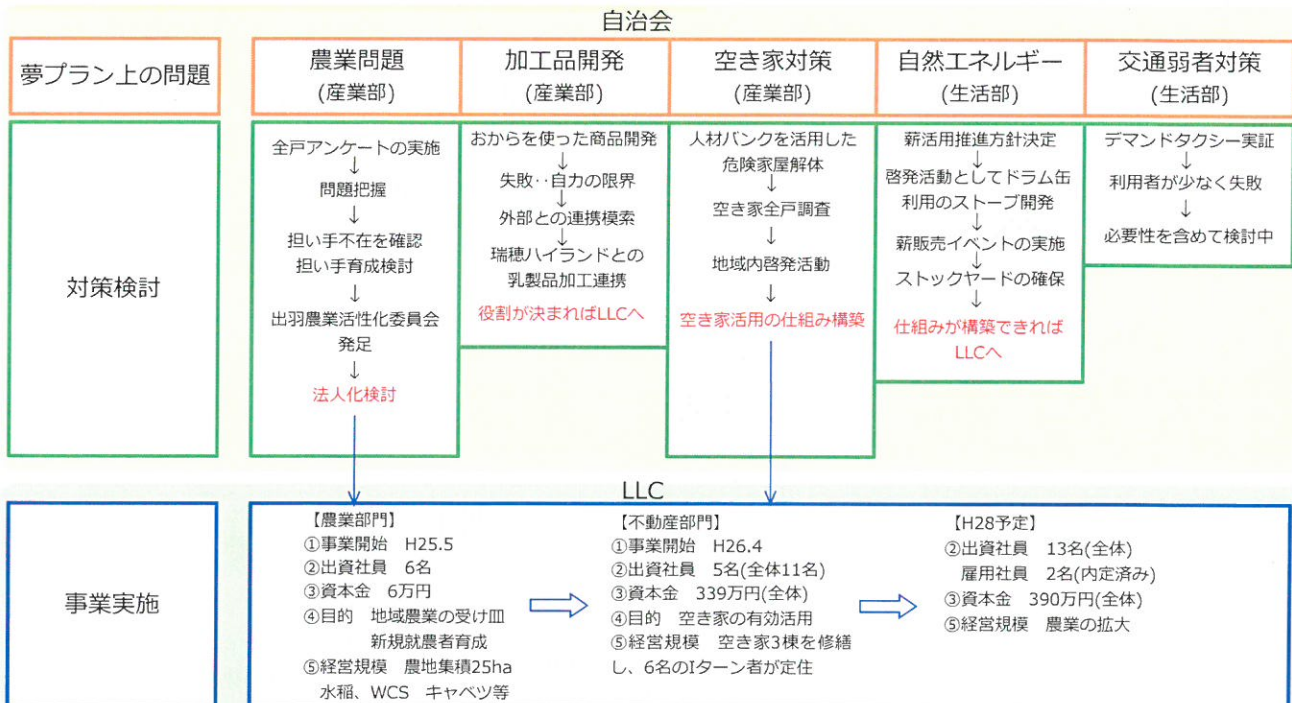 自治会
夢プラン上の問題
農業問題
(産業部)
加工品開発
(産業部)
空き家対策
(産業部)
自然エネルギー
(生活部)
交通弱者対策
(生活部)
対策検討
全戸アンケートの実施
↓
問題把握
↓
担い手不在を確認
担い手育成検討
↓
出羽農業活性化委員会
発足
↓
法人化検討
おからを使った商品開発
↓
失敗‥自力の限界
↓
外部との連携模索
↓
瑞穂ハイランドとの
乳製品加工連携
役割が決まればLLCへ
人材バンクを活用した
危険家屋解体
↓
空き家全戸調査
↓
地域内啓発活動
↓
空き家活用の仕組み構築
薪活用推進方針決定
↓
啓発活動としてドラム缶
利用のストーブ開発
↓
薪販売イベントの実施
↓
ストックヤードの確保
↓
仕組みが構築できれば
LLCへ
デマンドタクシー実証
↓
利用者が少なく失敗
↓
必要性を含めて検討中
LLC
事業実施
【農業部門】
①事業開始 H25.5
②出資社員 6名
③資本金 6万円
④目的 地域農業の受け皿
新規就農者育成
⑤経営規模 農地集積25ha
水稲、WCS キャベツ等
【不動産部門】
①事業開始 H26.4
②出資社員 5名(全体11名)
③資本金 339万円(全体)
④目的 空き家の有効活用
⑤経営規模 空き家3棟を修繕
し、6名のIターン者が定住
【H28予定】
②出資社員 13名(全体)
雇用社員 2名(内定済み)
③資本金 390万円(全体)
⑤経営規模 農業の拡大